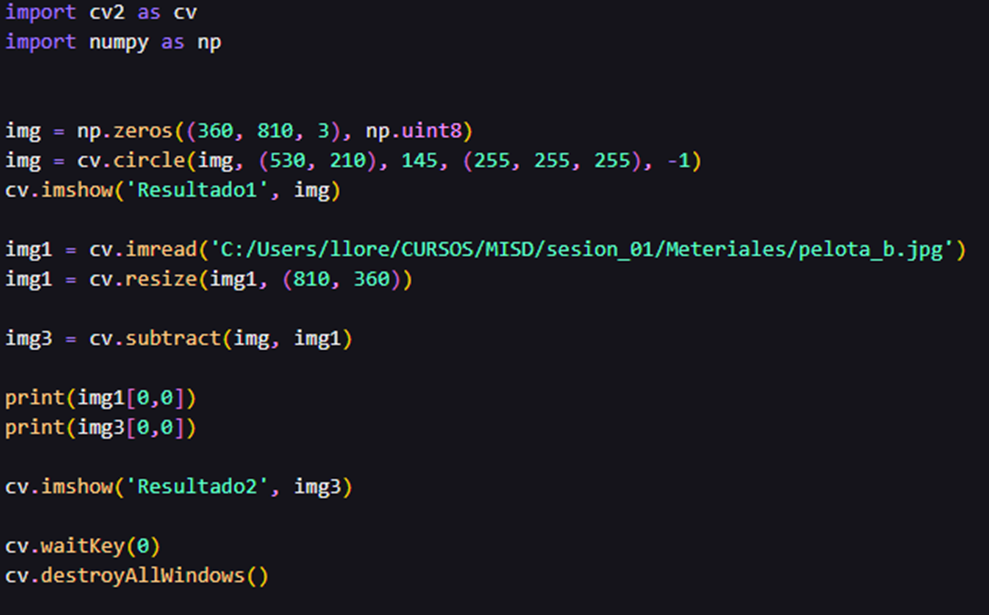 import cv2 as cv
import numpy as np
img = np.zeros((360, 810, 3), np.uint8)
img = cv.circle(img, (530, 210), 145, (255, 255, 255), -1)
cv.imshow('Resultado1', img)
img1 = cv.imread('C:/Users/llore/CURSOS/MISD/sesion_01/Meteriales/pelota_b.jpg')
img1 = cv.resize(img1, (810, 360))
img3 = cv.subtract(img, img1)
print(img1[0,0])
print(img3[0,0])
cv.imshow('Resultado2', img3)
cv.waitKey(0)
cv.destroyAllWindows()